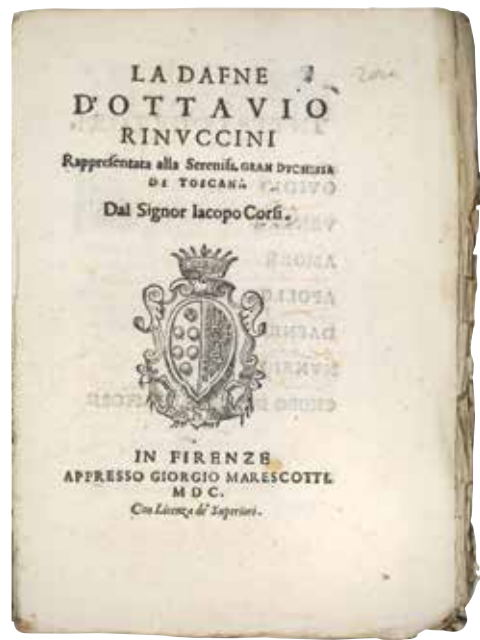 LA DAFNE
D'OTTAVIO
RINVCCINI
Rappresentata alla Sereniss. GRAN DVCHESSA
DI TOSCANA
Dal Signor Iacopo Corsi.
IN FIRENZE
APPRESSO GIORGIO MARESCOTTI.
MDC.
Con Licenza de' Superiori.